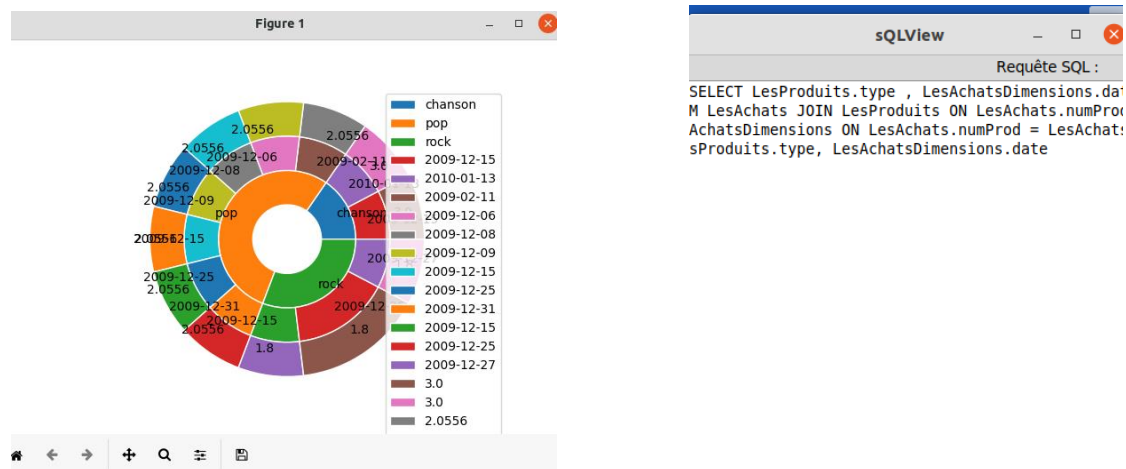 Figure 1
chanson
pop
rock
2009-12-15
2010-01-13
2009-02-11
2009-12-06
2009-12-08
2009-12-09
2009-12-15
2009-12-25
2009-12-31
2009-12-15
2009-12-25
2009-12-27
3.0
3.0
2.0556
2.0556
2.0556
2.0556
2009-12-06
2009-02-11
2009-12-08
2.0556
2009-12-09
pop
chanson
2009-12-15
rock
2009-12-25
2.0556
2009-12-31
2009-12-15
2.0556
1.8
1.8
sQLView
Requête SQL :
SELECT LesProduits.type , LesAchatsDimensions.dat
M LesAchats JOIN LesProduits ON LesAchats.numProd
AchatsDimensions ON LesAchats.numProd = LesAchats
sProduits.type, LesAchatsDimensions.date